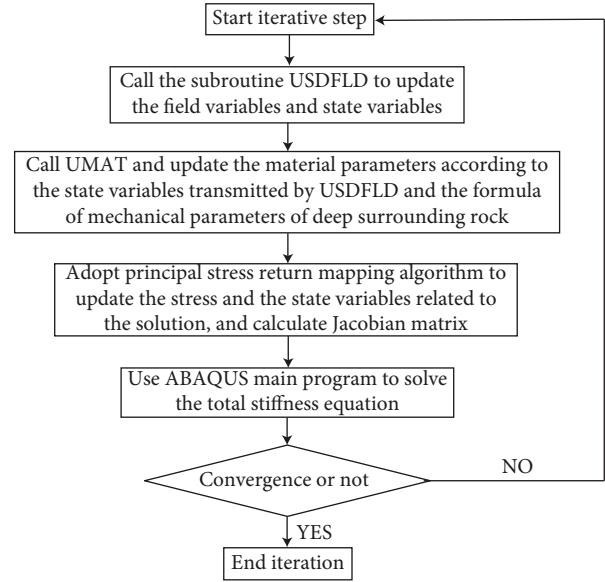 Start iterative step
Call the subroutine USDFLD to update
the field variables and state variables
Call UMAT and update the material parameters according to
the state variables transmitted by USDFLD and the formula
of mechanical parameters of deep surrounding rock
Adopt principal stress return mapping algorithm to
update the stress and the state variables related to
the solution, and calculate Jacobian matrix
Use ABAQUS main program to solve
the total stiffness equation
Convergence or not
NO
YES
End iteration